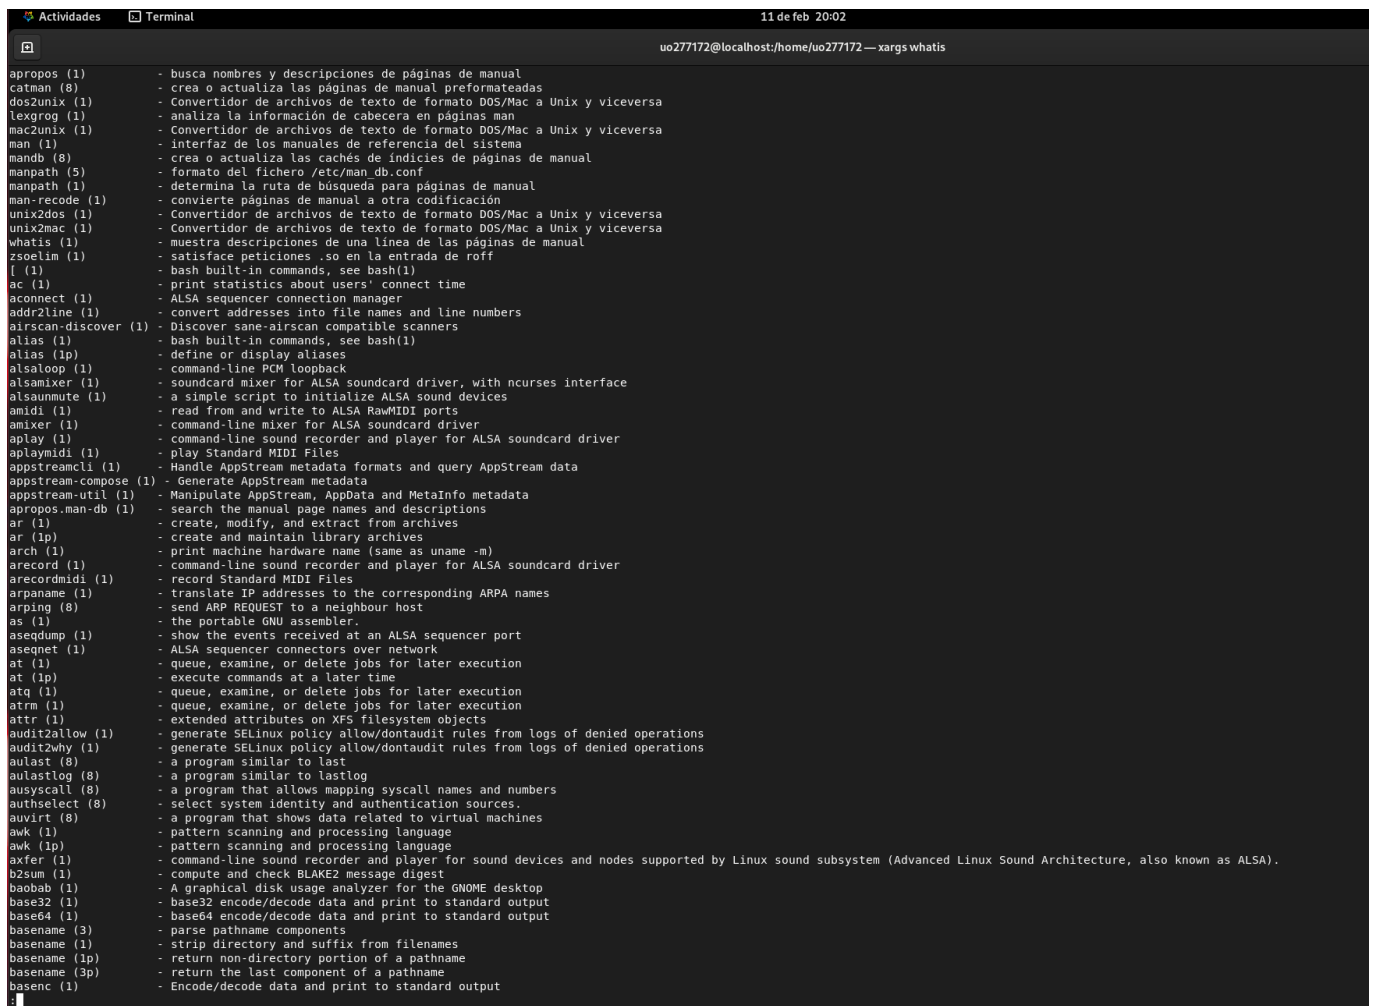 Actividades Terminal 11 de feb 20:02
uo277172@localhost:/home/uo277172 — xargs whatis
apropos (1) - busca nombres y descripciones de páginas de manual
catman (8) - crea o actualiza las páginas de manual preformateadas
dos2unix (1) - Convertidor de archivos de texto de formato DOS/Mac a Unix y viceversa
lexgrog (1) - analiza la información de cabecera en páginas man
mac2unix (1) - Convertidor de archivos de texto de formato DOS/Mac a Unix y viceversa
man (1) - interfaz de los manuales de referencia del sistema
mandb (8) - crea o actualiza las cachés de índicies de páginas de manual
manpath (5) - formato del fichero /etc/man_db.conf
manpath (1) - determina la ruta de búsqueda para páginas de manual
man-recode (1) - convierte páginas de manual a otra codificación
unix2dos (1) - Convertidor de archivos de texto de formato DOS/Mac a Unix y viceversa
unix2mac (1) - Convertidor de archivos de texto de formato DOS/Mac a Unix y viceversa
whatis (1) - muestra descripciones de una línea de las páginas de manual
zsoelim (1) - satisface peticiones .so en la entrada de roff
[ (1) - bash built-in commands, see bash(1)
ac (1) - print statistics about users' connect time
aconnect (1) - ALSA sequencer connection manager
addr2line (1) - convert addresses into file names and line numbers
airscan-discover (1) - Discover sane-airscan compatible scanners
alias (1) - bash built-in commands, see bash(1)
alias (1p) - define or display aliases
alsaloop (1) - command-line PCM loopback
alsamixer (1) - soundcard mixer for ALSA soundcard driver, with ncurses interface
alsaunmute (1) - a simple script to initialize ALSA sound devices
amidi (1) - read from and write to ALSA RawMIDI ports
amixer (1) - command-line mixer for ALSA soundcard driver
aplay (1) - command-line sound recorder and player for ALSA soundcard driver
aplaymidi (1) - play Standard MIDI Files
appstreamcli (1) - Handle AppStream metadata formats and query AppStream data
appstream-compose (1) - Generate AppStream metadata
appstream-util (1) - Manipulate AppStream, AppData and MetaInfo metadata
apropos.man-db (1) - search the manual page names and descriptions
ar (1) - create, modify, and extract from archives
ar (1p) - create and maintain library archives
arch (1) - print machine hardware name (same as uname -m)
arecord (1) - command-line sound recorder and player for ALSA soundcard driver
arecordmidi (1) - record Standard MIDI Files
arpaname (1) - translate IP addresses to the corresponding ARPA names
arping (8) - send ARP REQUEST to a neighbour host
as (1) - the portable GNU assembler.
aseqdump (1) - show the events received at an ALSA sequencer port
aseqnet (1) - ALSA sequencer connectors over network
at (1) - queue, examine, or delete jobs for later execution
at (1p) - execute commands at a later time
atq (1) - queue, examine, or delete jobs for later execution
atrm (1) - queue, examine, or delete jobs for later execution
attr (1) - extended attributes on XFS filesystem objects
audit2allow (1) - generate SELinux policy allow/dontaudit rules from logs of denied operations
audit2why (1) - generate SELinux policy allow/dontaudit rules from logs of denied operations
aulast (8) - a program similar to last
aulastlog (8) - a program similar to lastlog
ausyscall (8) - a program that allows mapping syscall names and numbers
authselect (8) - select system identity and authentication sources.
auvirt (8) - a program that shows data related to virtual machines
awk (1) - pattern scanning and processing language
awk (1p) - pattern scanning and processing language
axfer (1) - command-line sound recorder and player for sound devices and nodes supported by Linux sound subsystem (Advanced Linux Sound Architecture, also known as ALSA).
b2sum (1) - compute and check BLAKE2 message digest
baobab (1) - A graphical disk usage analyzer for the GNOME desktop
base32 (1) - base32 encode/decode data and print to standard output
base64 (1) - base64 encode/decode data and print to standard output
basename (3) - parse pathname components
basename (1) - strip directory and suffix from filenames
basename (1p) - return non-directory portion of a pathname
basename (3p) - return the last component of a pathname
basenc (1) - Encode/decode data and print to standard output
: